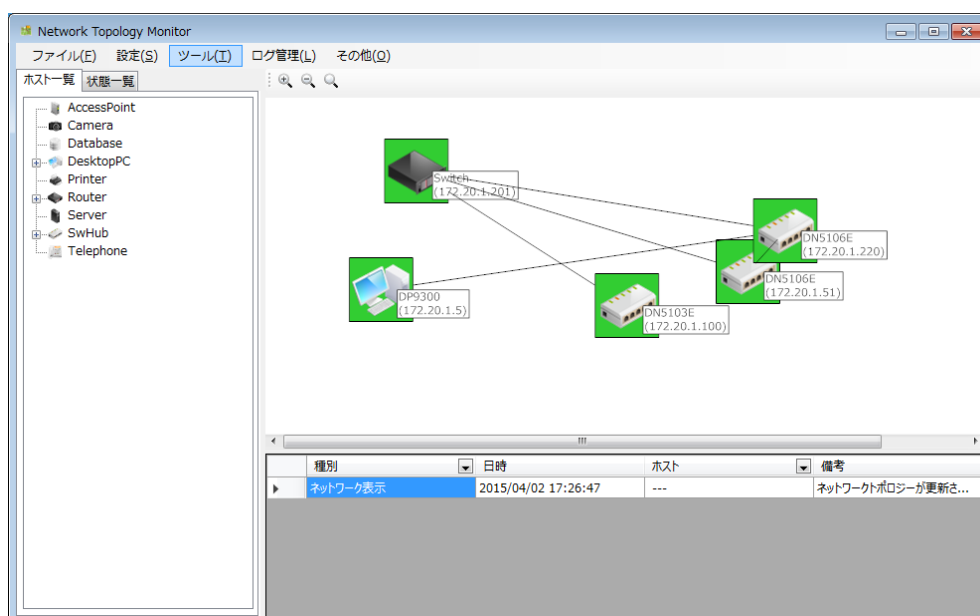 Network Topology Monitor
ファイル(F) 設定(S) ツール(T) ログ管理(L) その他(O)
ホスト一覧 状態一覧
AccessPoint
Camera
Database
DesktopPC
Printer
Router
Server
SwHub
Telephone
Switch
(172.20.1.201)
DN5106E
(172.20.1.220)
DN5106E
(172.20.1.51)
DP9300
(172.20.1.5)
DN5103E
(172.20.1.100)
種別 日時 ホスト 備考
ネットワーク表示 2015/04/02 17:26:47 --- ネットワークトポロジーが更新さ...